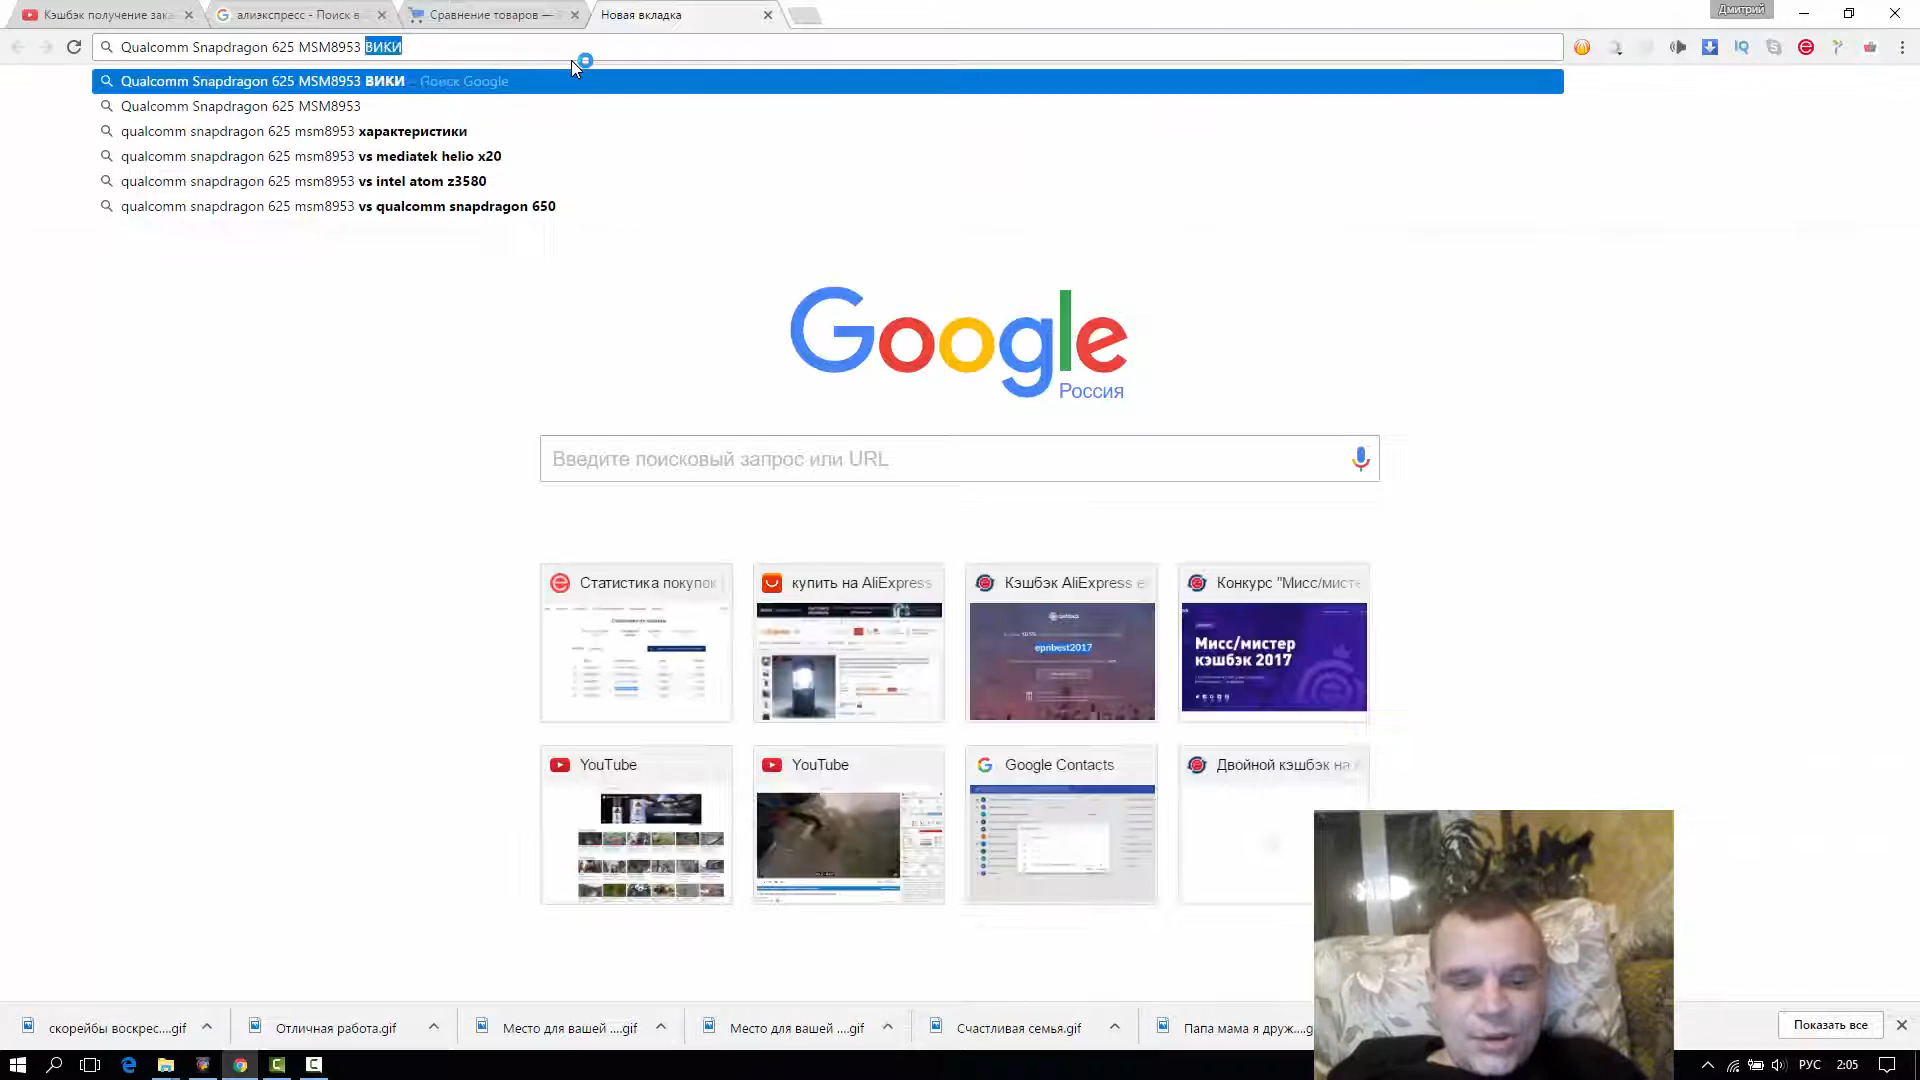 Кэшбэк получение зака
алиэкспресс - Поиск в
Сравнение товаров —
Новая вкладка
Дмитрий
Qualcomm Snapdragon 625 MSM8953 ВИКИ
Qualcomm Snapdragon 625 MSM8953 ВИКИ – Поиск Google
Qualcomm Snapdragon 625 MSM8953
qualcomm snapdragon 625 msm8953 характеристики
qualcomm snapdragon 625 msm8953 vs mediatek helio x20
qualcomm snapdragon 625 msm8953 vs intel atom z3580
qualcomm snapdragon 625 msm8953 vs qualcomm snapdragon 650
Google
Россия
Введите поисковый запрос или URL
Статистика покупок
купить на AliExpress
Кэшбэк AliExpress e
Конкурс "Мисс/мисте
epnbest2017
Мисс/мистер
кэшбэк 2017
YouTube
YouTube
Google Contacts
Двойной кэшбэк на
скорейбы воскрес....gif
Отличная работа.gif
Место для вашей ....gif
Место для вашей ....gif
Счастливая семья.gif
Папа мама я друж....g
Показать все
РУС
2:05